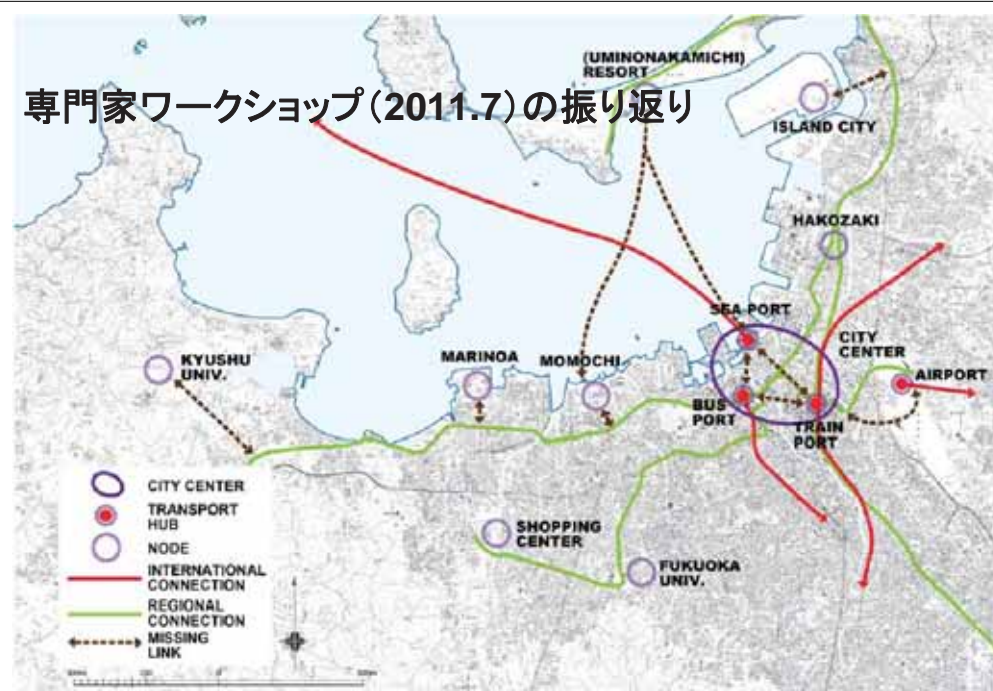 専門家ワークショップ(2011.7)の振り返り
(UMINONAKAMICHI)
RESORT
ISLAND CITY
HAKOZAKI
SEA PORT
CITY
CENTER
AIRPORT
KYUSHU
UNIV.
MARINOA
MOMOCHI
BUS
PORT
TRAIN
PORT
SHOPPING
CENTER
FUKUOKA
UNIV.
CITY CENTER
TRANSPORT
HUB
NODE
INTERNATIONAL
CONNECTION
REGIONAL
CONNECTION
MISSING
LINK